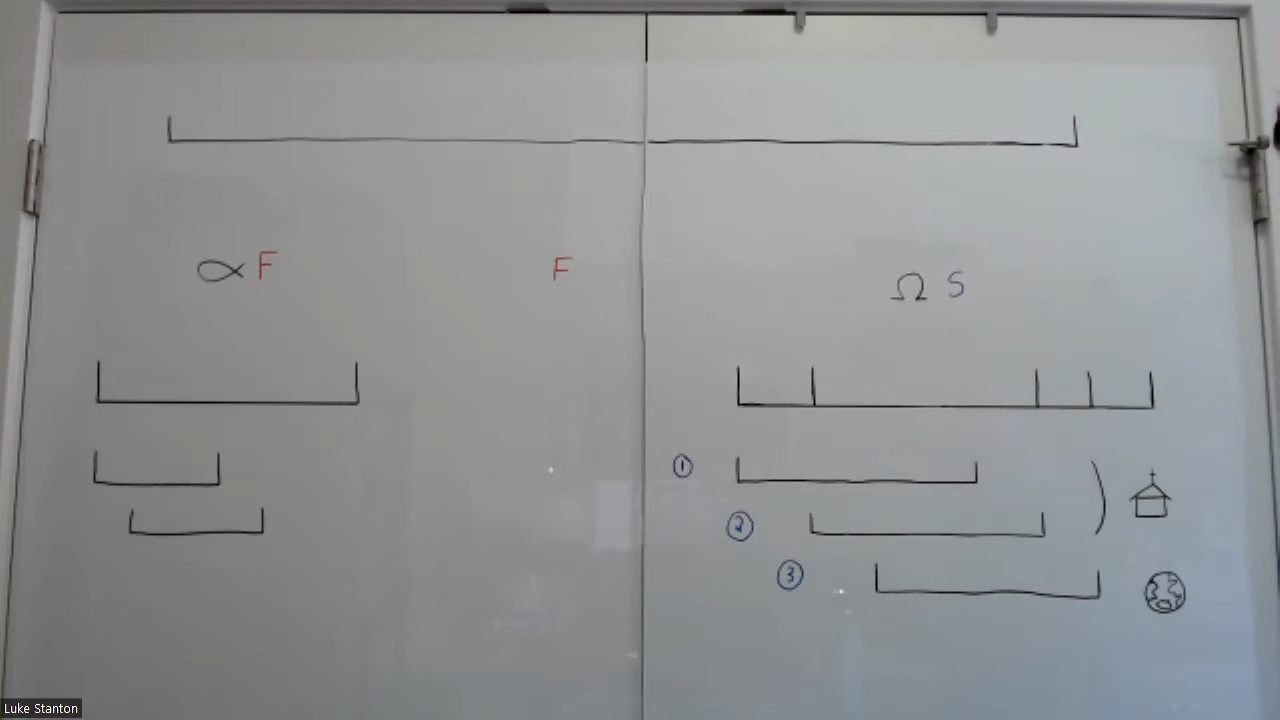 ∝ F
F
Ω S
①
②
③
Luke Stanton